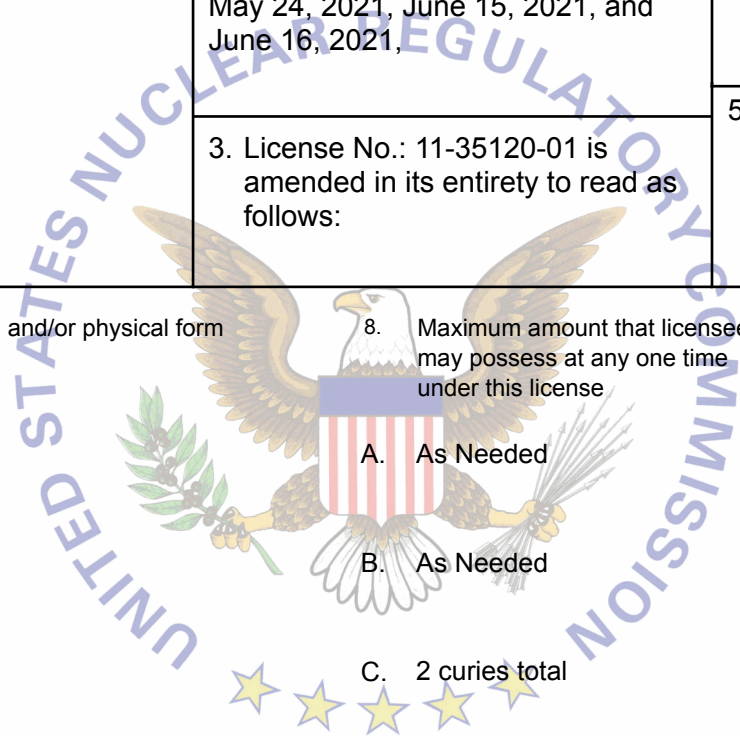 May 24, 2021, June 15, 2021, and
June 16, 2021,
5
3. License No.: 11-35120-01 is
amended in its entirety to read as
follows:
and/or physical form
8. Maximum amount that licensee
may possess at any one time
under this license
A. As Needed
B. As Needed
C. 2 curies total
UNITED STATES NUCLEAR REGULATORY COMMISSION